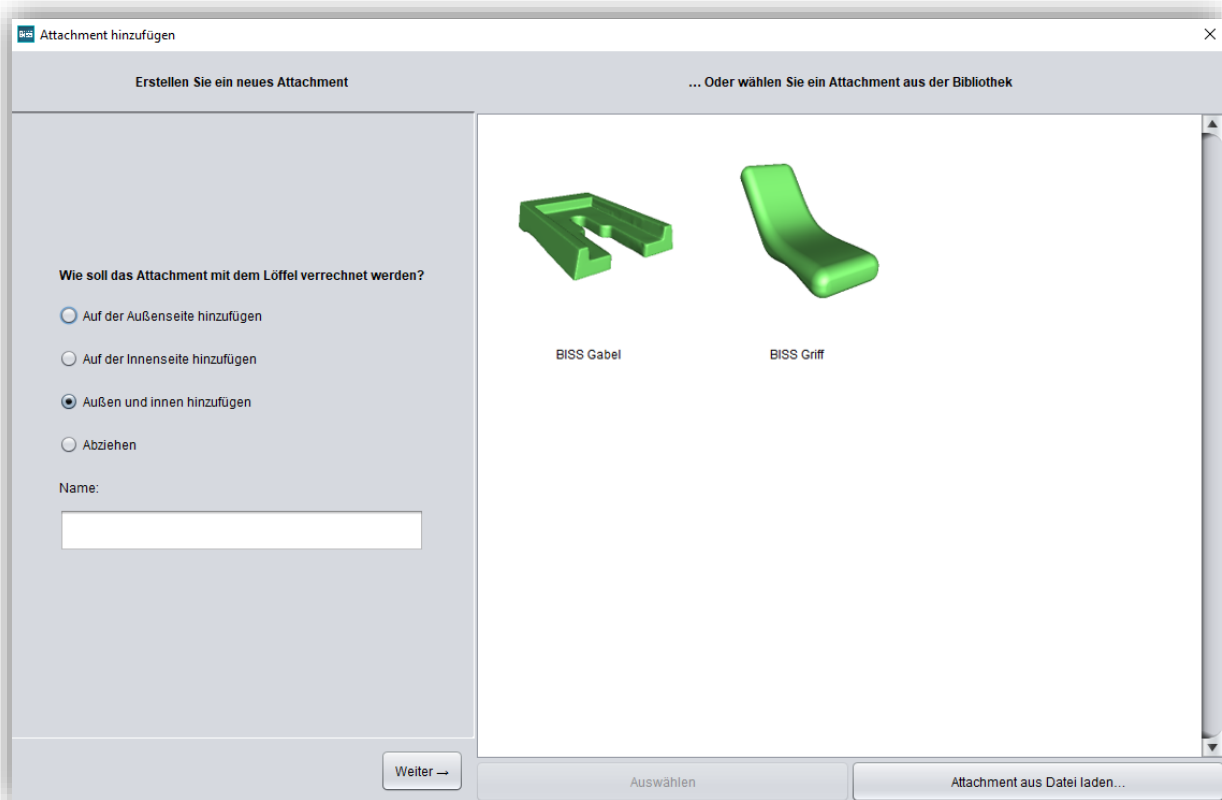 BISS Attachment hinzufügen
Erstellen Sie ein neues Attachment
... Oder wählen Sie ein Attachment aus der Bibliothek
Wie soll das Attachment mit dem Löffel verrechnet werden?
Auf der Außenseite hinzufügen
Auf der Innenseite hinzufügen
Außen und innen hinzufügen
Abziehen
Name:
Weiter →
BISS Gabel
BISS Griff
Auswählen
Attachment aus Datei laden...